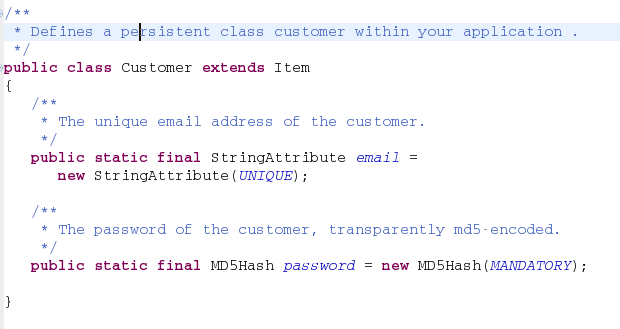 /**
 * Defines a persistent class customer within your application .
 */
public class Customer extends Item
{
   /**
    * The unique email address of the customer.
    */
   public static final StringAttribute email =
      new StringAttribute(UNIQUE);

   /**
    * The password of the customer, transparently md5-encoded.
    */
   public static final MD5Hash password = new MD5Hash(MANDATORY);

}